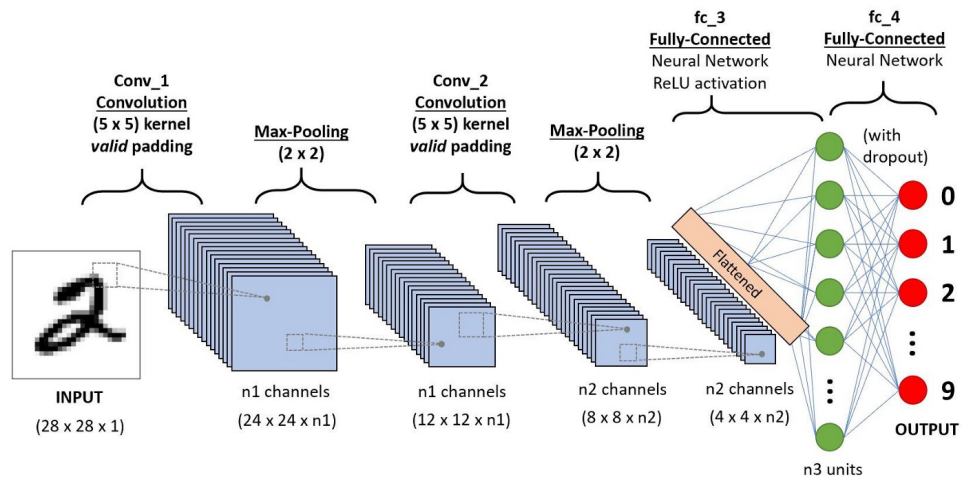 fc_3
Fully-Connected
Neural Network
ReLU activation
fc_4
Fully-Connected
Neural Network
Conv_1
Convolution
(5 x 5) kernel
valid padding
Max-Pooling
(2 x 2)
Conv_2
Convolution
(5 x 5) kernel
valid padding
Max-Pooling
(2 x 2)
(with
dropout)
Flattened
0
1
2
...
9
...
INPUT
(28 x 28 x 1)
n1 channels
(24 x 24 x n1)
n1 channels
(12 x 12 x n1)
n2 channels
(8 x 8 x n2)
n2 channels
(4 x 4 x n2)
OUTPUT
n3 units